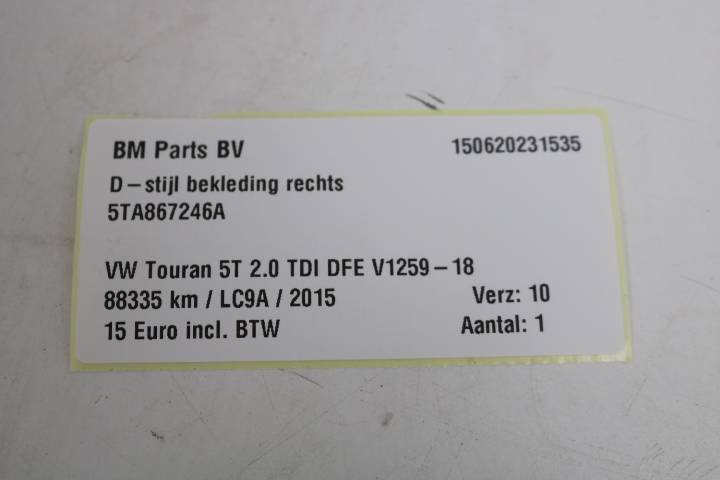 BM Parts BV 150620231535
D-stijl bekleding rechts
5TA867246A
VW Touran 5T 2.0 TDI DFE V1259-18
88335 km / LC9A / 2015 Verz: 10
15 Euro incl. BTW Aantal: 1